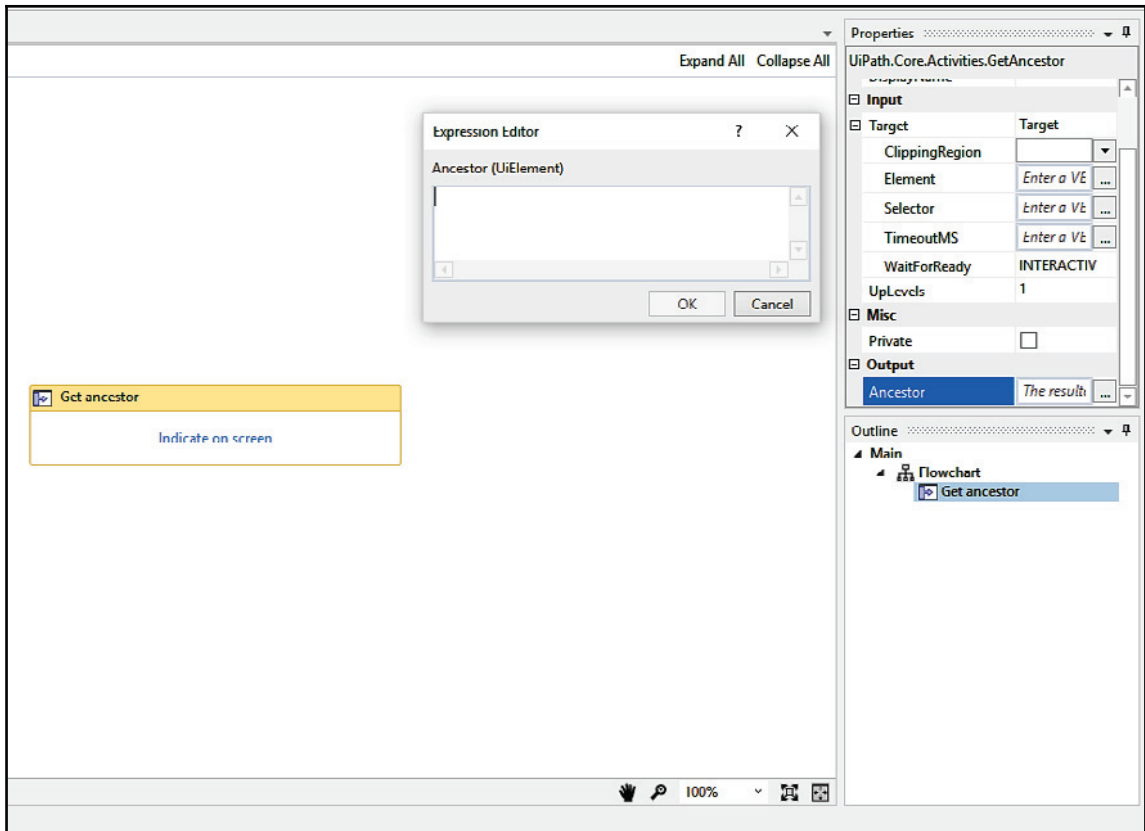 Properties
Expand All Collapse All
UiPath.Core.Activities.GetAncestor
DisplayName
Input
Target Target
ClippingRegion
Element Enter a VE ...
Selector Enter a VE ...
TimeoutMS Enter a VE ...
WaitForReady INTERACTIV
UpLevels 1
Misc
Private
Output
Ancestor The result ...
Expression Editor ? X
Ancestor (UiElement)
OK Cancel
Get ancestor
Indicate on screen
Outline
Main
Flowchart
Get ancestor
100%